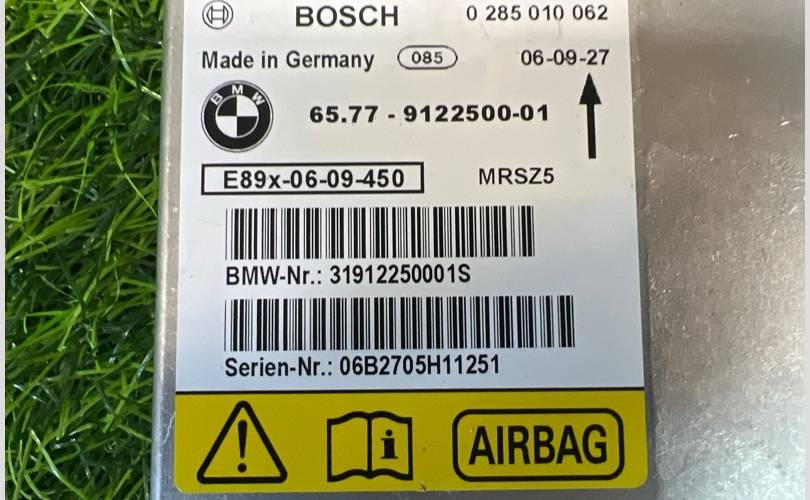 BOSCH 0 285 010 062
Made in Germany 085 06-09-27
BMW 65.77 - 9122500-01
E89x-06-09-450 MRSZ5
BMW-Nr.: 31912250001S
Serien-Nr.: 06B2705H11251
AIRBAG